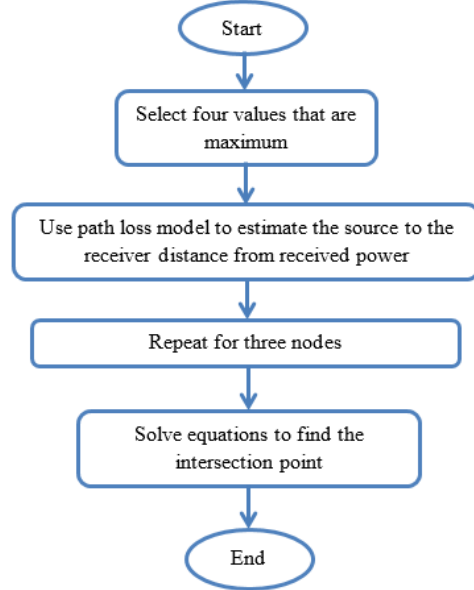 Start
Select four values that are
maximum
Use path loss model to estimate the source to the
receiver distance from received power
Repeat for three nodes
Solve equations to find the
intersection point
End